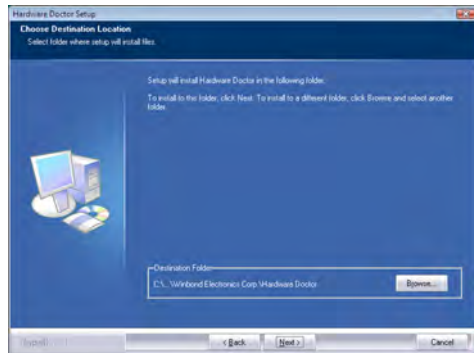 Hardware Doctor Setup
Choose Destination Location
Select folder where setup will install files.
Setup will install Hardware Doctor in the following folder.
To install to this folder, click Next. To install to a different folder, click Browse and select another
folder.
Destination Folder
C:\...\Winbond Electronics Corp.\Hardware Doctor
Browse...
< Back
Next >
Cancel